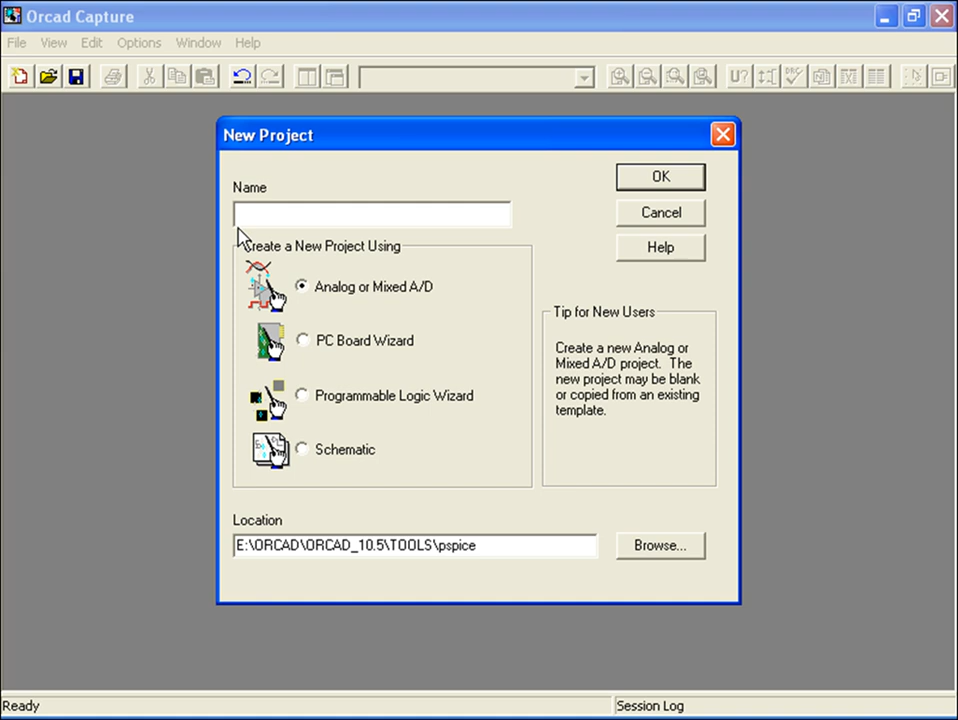 Orcad Capture
File View Edit Options Window Help
U?
DRC
New Project
Name
OK
Cancel
Help
Create a New Project Using
Analog or Mixed A/D
PC Board Wizard
Programmable Logic Wizard
Schematic
Tip for New Users
Create a new Analog or
Mixed A/D project. The
new project may be blank
or copied from an existing
template.
Location
E:\ORCAD\ORCAD_10.5\TOOLS\pspice
Browse...
Ready
Session Log